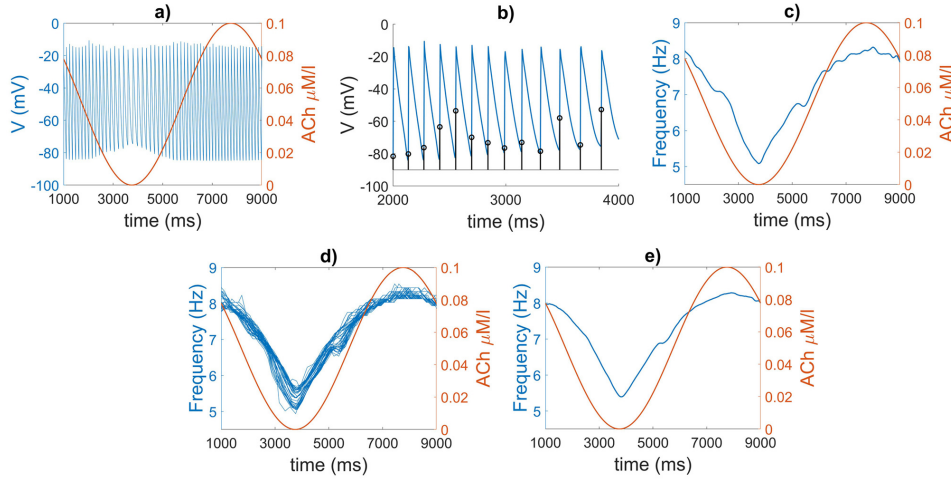 a)
0
-20
-40
-60
-80
-100
V (mV)
1000 3000 5000 7000 9000
time (ms)
0.1
0.08
0.06
0.04
0.02
0
ACh μM/l
b)
0
-20
-40
-60
-80
-100
V (mV)
2000 3000 4000
time (ms)
c)
9
8
7
6
5
Frequency (Hz)
1000 3000 5000 7000 9000
time (ms)
0.1
0.08
0.06
0.04
0.02
0
ACh μM/l
d)
9
8
7
6
5
Frequency (Hz)
1000 3000 5000 7000 9000
time (ms)
0.1
0.08
0.06
0.04
0.02
0
ACh μM/l
e)
9
8
7
6
5
Frequency (Hz)
1000 3000 5000 7000 9000
time (ms)
0.1
0.08
0.06
0.04
0.02
0
ACh μM/l